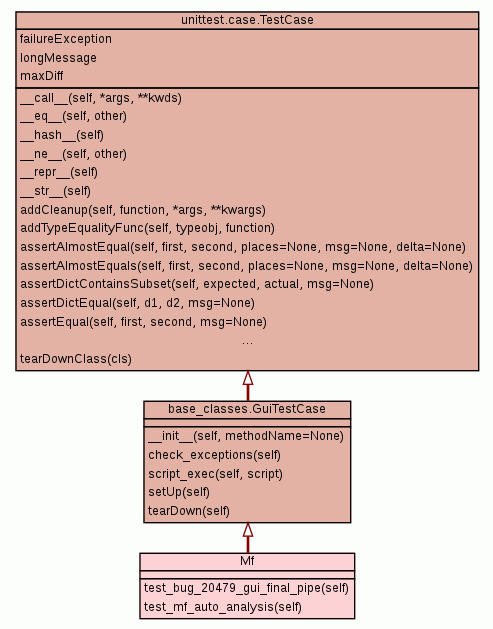 unittest.case.TestCase
failureException
longMessage
maxDiff
__call__(self, *args, **kwds)
__eq__(self, other)
__hash__(self)
__ne__(self, other)
__repr__(self)
__str__(self)
addCleanup(self, function, *args, **kwargs)
addTypeEqualityFunc(self, typeobj, function)
assertAlmostEqual(self, first, second, places=None, msg=None, delta=None)
assertAlmostEquals(self, first, second, places=None, msg=None, delta=None)
assertDictContainsSubset(self, expected, actual, msg=None)
assertDictEqual(self, d1, d2, msg=None)
assertEqual(self, first, second, msg=None)
...
tearDownClass(cls)
base_classes.GuiTestCase
__init__(self, methodName=None)
check_exceptions(self)
script_exec(self, script)
setUp(self)
tearDown(self)
Mf
test_bug_20479_gui_final_pipe(self)
test_mf_auto_analysis(self)